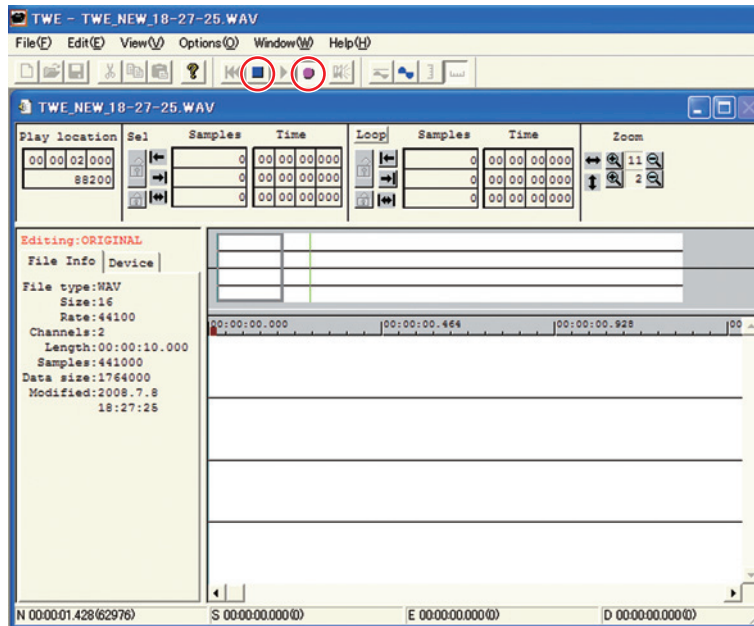 TWE - TWE_NEW_18-27-25.WAV
File(F) Edit(E) View(V) Options(O) Window(W) Help(H)
TWE_NEW_18-27-25.WAV
Play location Sel Samples Time Loop Samples Time Zoom
00 00 02 000 0 00 00 00 000 0 00 00 00 000 11
88200 0 00 00 00 000 0 00 00 00 000 2
0 00 00 00 000 0 00 00 00 000
Editing:ORIGINAL
File Info Device
File type:WAV
Size:16
Rate:44100
Channels:2
Length:00:00:10.000
Samples:441000
Data size:1764000
Modified:2008.7.8
18:27:25
00:00:00.000 00:00:00.464 00:00:00.928 00
N 00:00:01.428(62976) S 00:00:00.000(0) E 00:00:00.000(0) D 00:00:00.000(0)